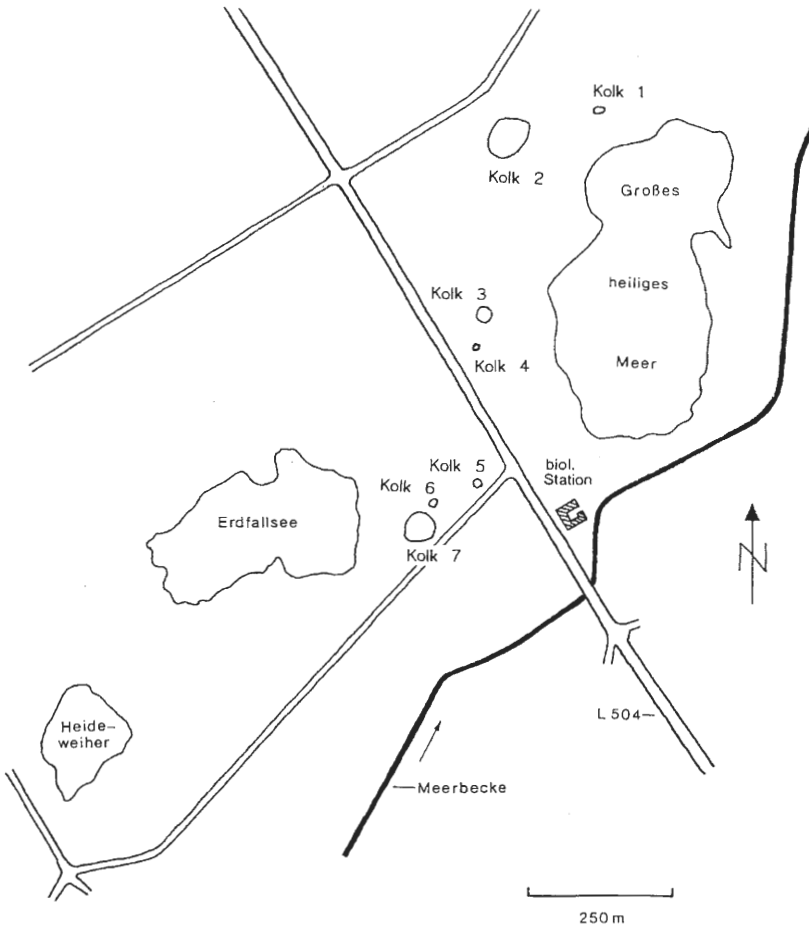 Kolk 1
Kolk 2
Großes
heiliges
Meer
Kolk 3
Kolk 4
Kolk 5
biol.
Station
Kolk 6
Erdfallsee
Kolk 7
N
Heide-
weiher
L 504
Meerbecke
250 m